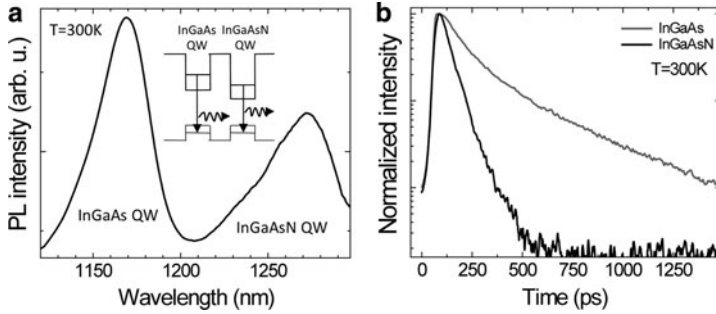 a
T=300K
InGaAs InGaAsN
QW QW
InGaAs QW
InGaAsN QW
PL intensity (arb. u.)
1150 1200 1250
Wavelength (nm)
b
InGaAs
InGaAsN
T=300K
Normalized intensity
0 250 500 750 1000 1250
Time (ps)